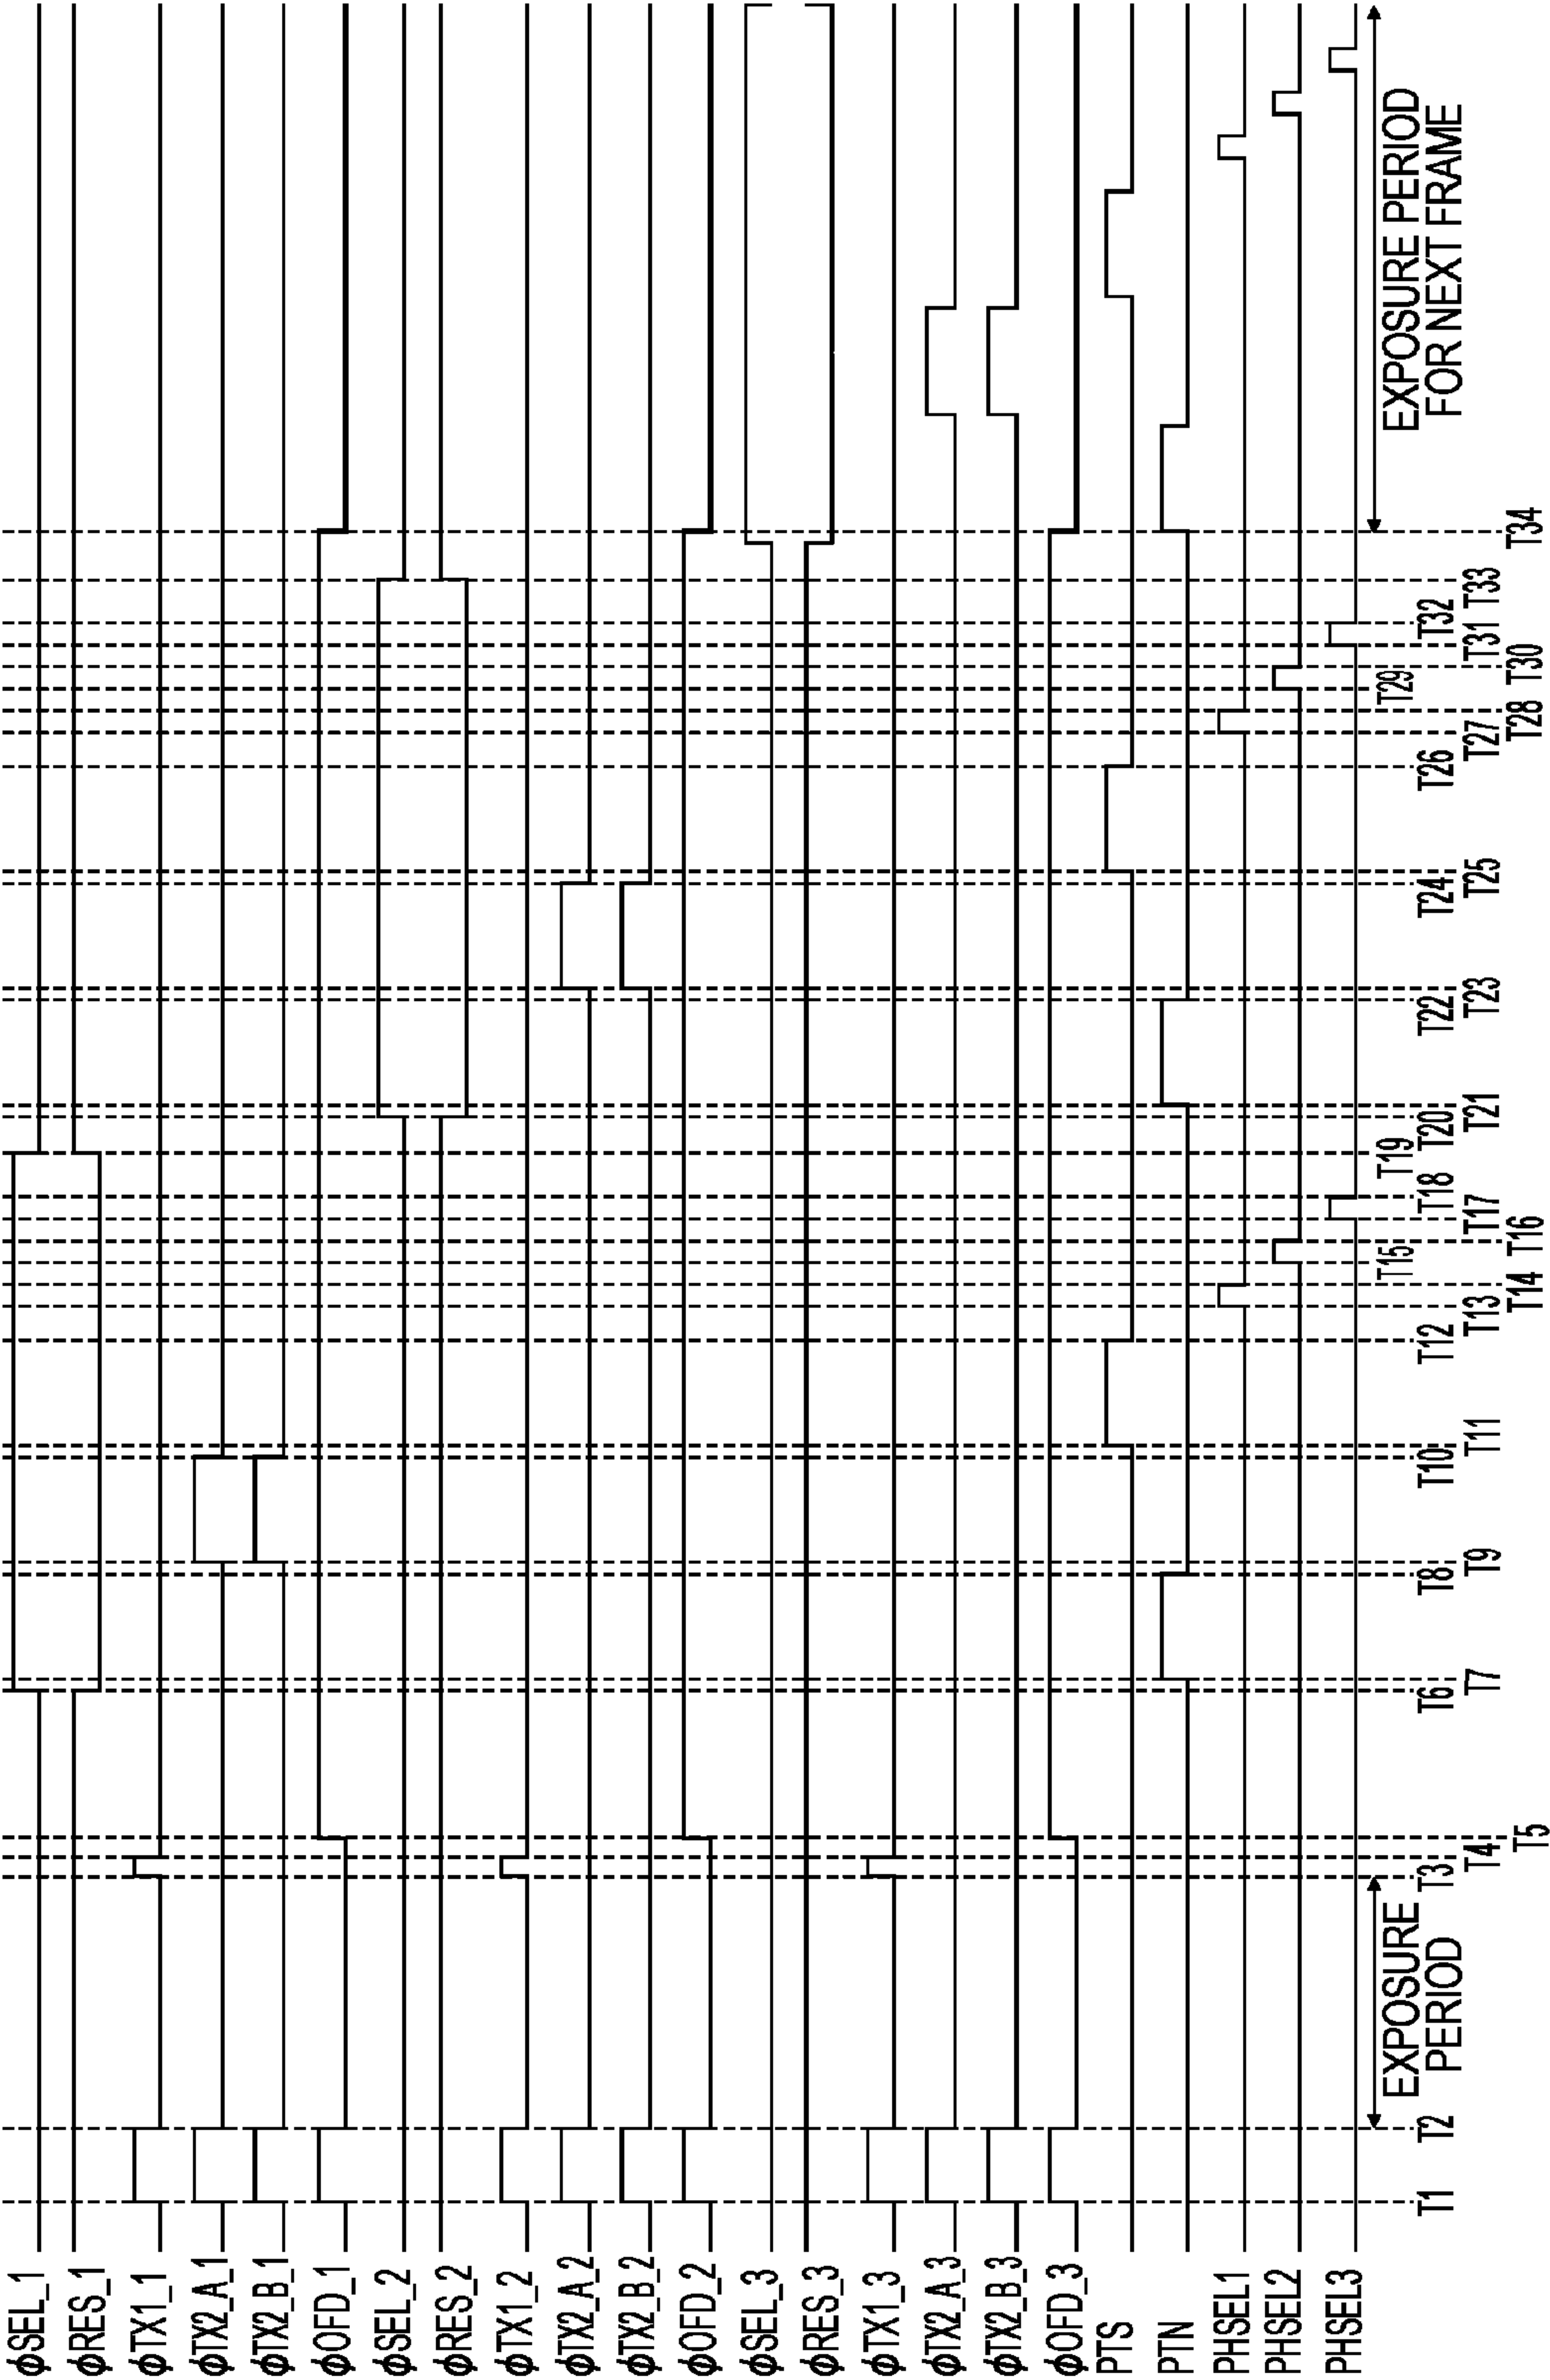 ϕSEL_1
ϕRES_1
ϕTX1_1
ϕTX2_A_1
ϕTX2_B_1
ϕOFD_1
ϕSEL_2
ϕRES_2
ϕTX1_2
ϕTX2_A_2
ϕTX2_B_2
ϕOFD_2
ϕSEL_3
ϕRES_3
ϕTX1_3
ϕTX2_A_3
ϕTX2_B_3
ϕOFD_3
PTS
PTN
PHSEL1
PHSEL2
PHSEL3
EXPOSURE
PERIOD
EXPOSURE PERIOD
FOR NEXT FRAME
T1
T2
T3
T4
T5
T6
T7
T8
T9
T10
T11
T12
T13
T14
T15
T16
T17
T18
T19
T20
T21
T22
T23
T24
T25
T26
T27
T28
T29
T30
T31
T32
T33
T34